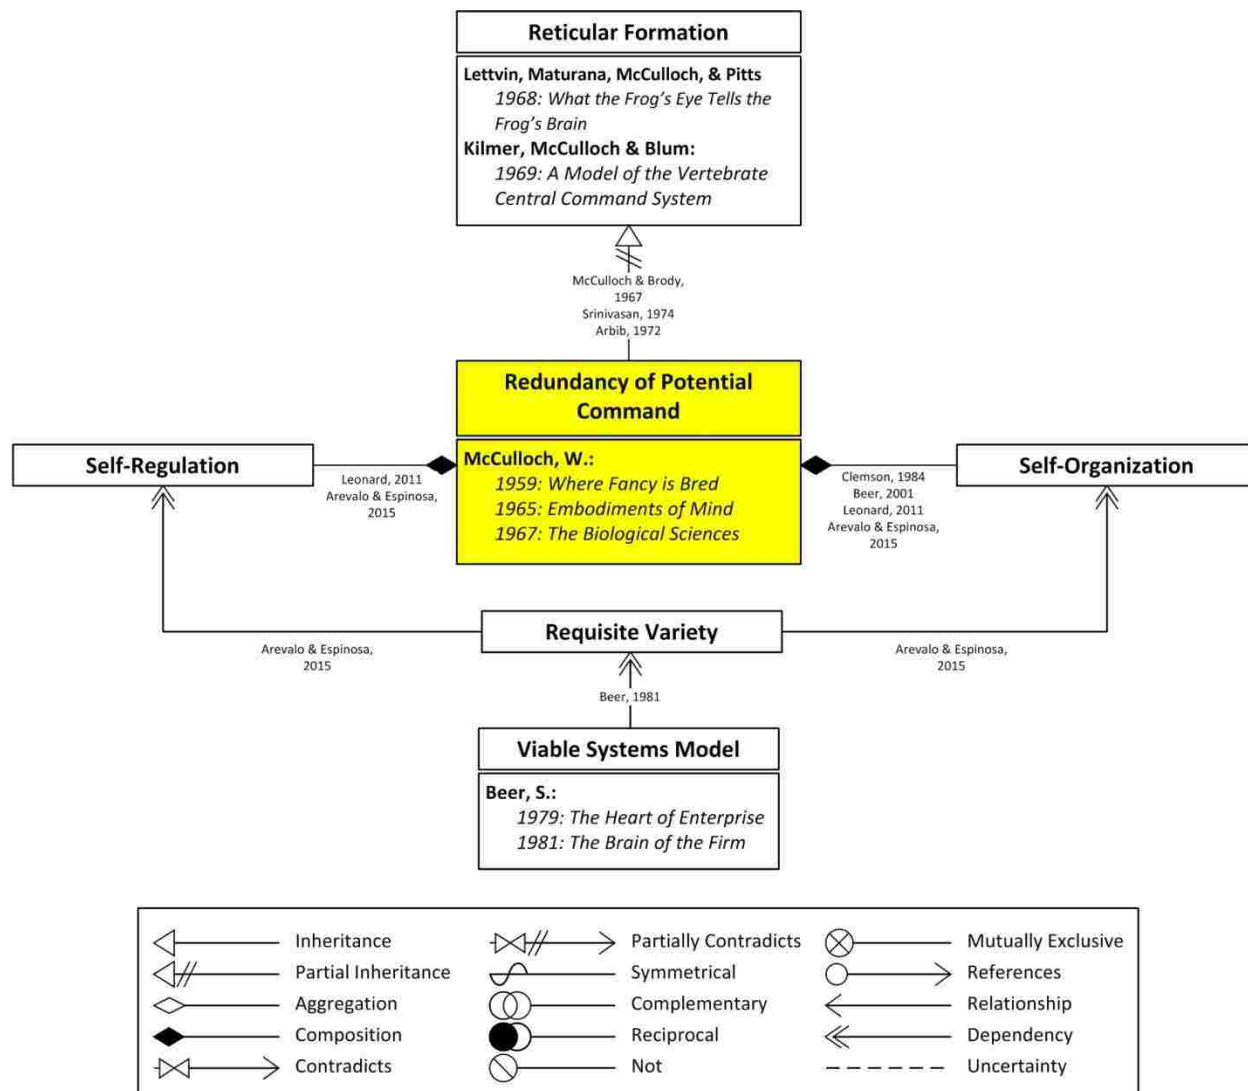 Reticular Formation
Lettvin, Maturana, McCulloch, & Pitts
1968: What the Frog's Eye Tells the
Frog's Brain
Kilmer, McCulloch & Blum:
1969: A Model of the Vertebrate
Central Command System
McCulloch & Brody,
1967
Srinivasan, 1974
Arbib, 1972
Redundancy of Potential
Command
McCulloch, W.:
1959: Where Fancy is Bred
1965: Embodiments of Mind
1967: The Biological Sciences
Self-Regulation
Leonard, 2011
Arevalo & Espinosa,
2015
Self-Organization
Clemson, 1984
Beer, 2001
Leonard, 2011
Arevalo & Espinosa,
2015
Requisite Variety
Arevalo & Espinosa,
2015
Arevalo & Espinosa,
2015
Beer, 1981
Viable Systems Model
Beer, S.:
1979: The Heart of Enterprise
1981: The Brain of the Firm
Inheritance
Partial Inheritance
Aggregation
Composition
Contradicts
Partially Contradicts
Symmetrical
Complementary
Reciprocal
Not
Mutually Exclusive
References
Relationship
Dependency
Uncertainty